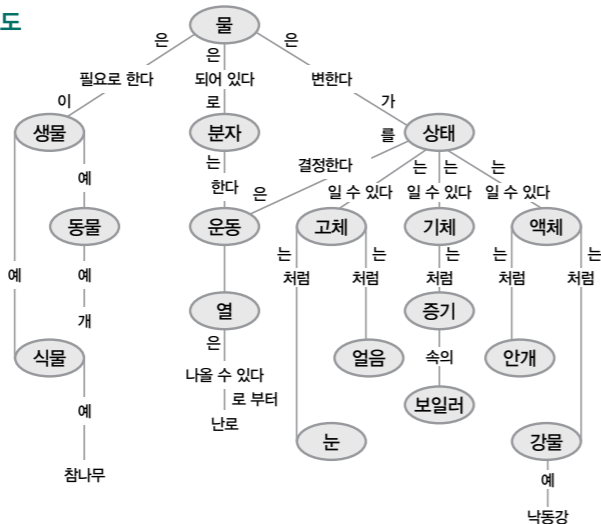 도
물
은 은 은
필요로 한다 되어 있다 변한다
이 로 가
생물 분자 를 상태
는 결정한다 는 는 는
예 한다 은 일 수 있다 일 수 있다 일 수 있다
동물 운동 고체 기체 액체
는 는 는 는 는
예 예 처럼 처럼 처럼 처럼 처럼
개 열 증기
은
식물 얼음 속의 안개
나올 수 있다
로 부터
예 난로 보일러
눈 강물
참나무 예
낙동강